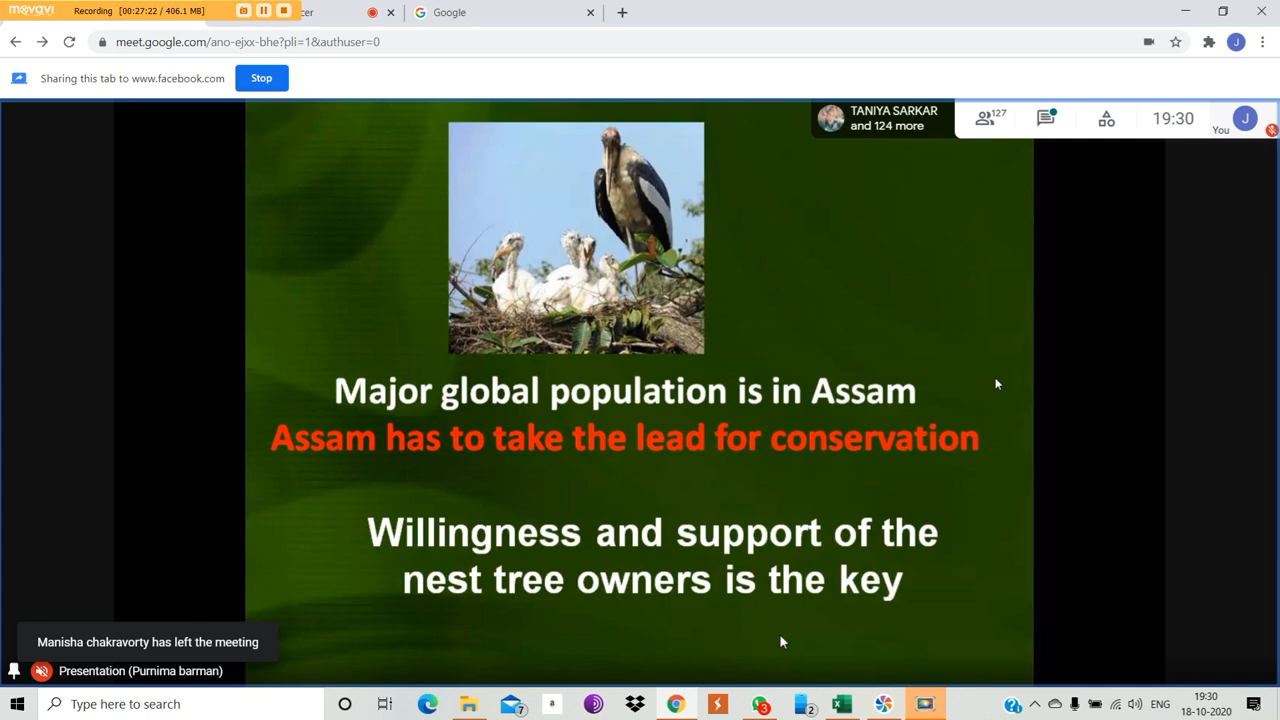 movavi
Recording [00:27:22 / 406.1 MB]
cer
Google
meet.google.com/ano-ejxx-bhe?pli=1&authuser=0
J
Sharing this tab to www.facebook.com
Stop
TANIYA SARKAR
and 124 more
127
19:30
You
J
Major global population is in Assam
Assam has to take the lead for conservation
Willingness and support of the
nest tree owners is the key
Manisha chakravorty has left the meeting
Presentation (Purnima barman)
Type here to search
7
a
3
2
ENG
19:30
18-10-2020